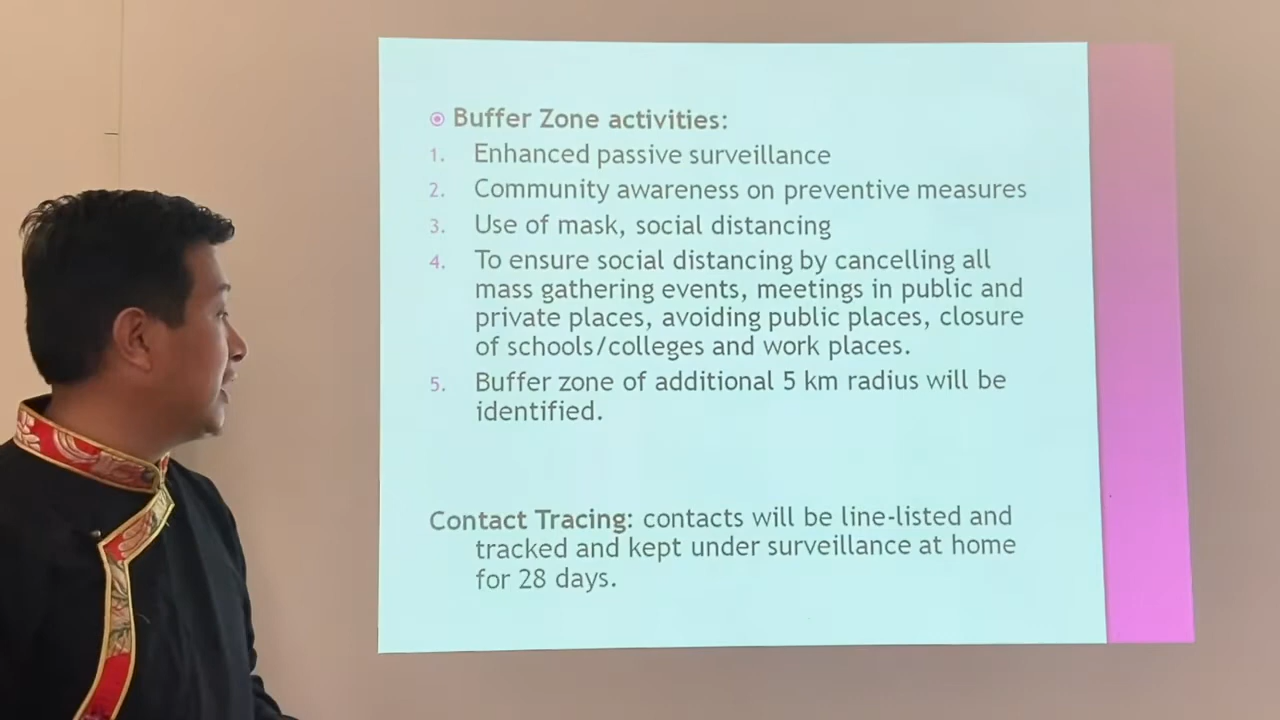 Buffer Zone activities:
1. Enhanced passive surveillance
2. Community awareness on preventive measures
3. Use of mask, social distancing
4. To ensure social distancing by cancelling all
mass gathering events, meetings in public and
private places, avoiding public places, closure
of schools/colleges and work places.
5. Buffer zone of additional 5 km radius will be
identified.
Contact Tracing: contacts will be line-listed and
tracked and kept under surveillance at home
for 28 days.